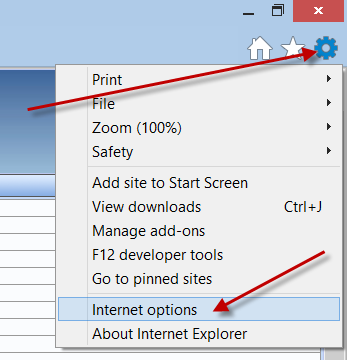 Print
File
Zoom (100%)
Safety
Add site to Start Screen
View downloads Ctrl+J
Manage add-ons
F12 developer tools
Go to pinned sites
Internet options
About Internet Explorer